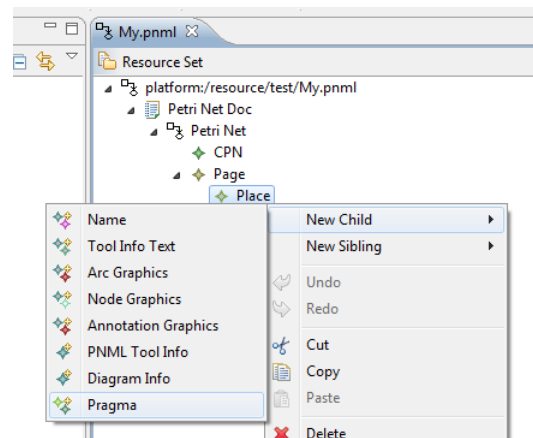 My.pnml
Resource Set
platform:/resource/test/My.pnml
Petri Net Doc
Petri Net
CPN
Page
Place
Name
Tool Info Text
Arc Graphics
Node Graphics
Annotation Graphics
PNML Tool Info
Diagram Info
Pragma
New Child
New Sibling
Undo
Redo
Cut
Copy
Paste
Delete